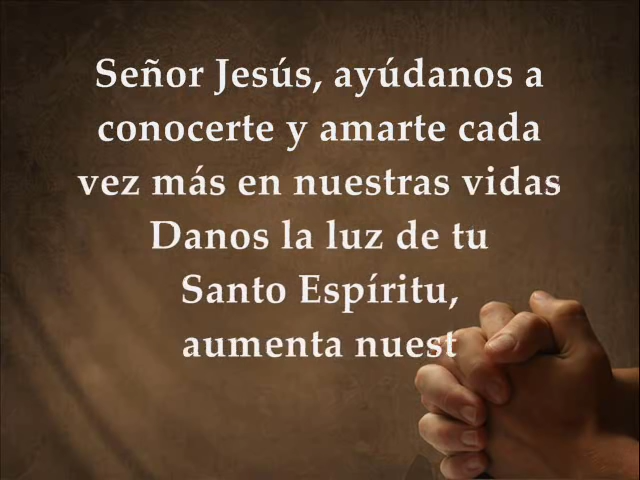 Señor Jesús, ayúdanos a
conocerte y amarte cada
vez más en nuestras vidas
Danos la luz de tu
Santo Espíritu,
aumenta nuest